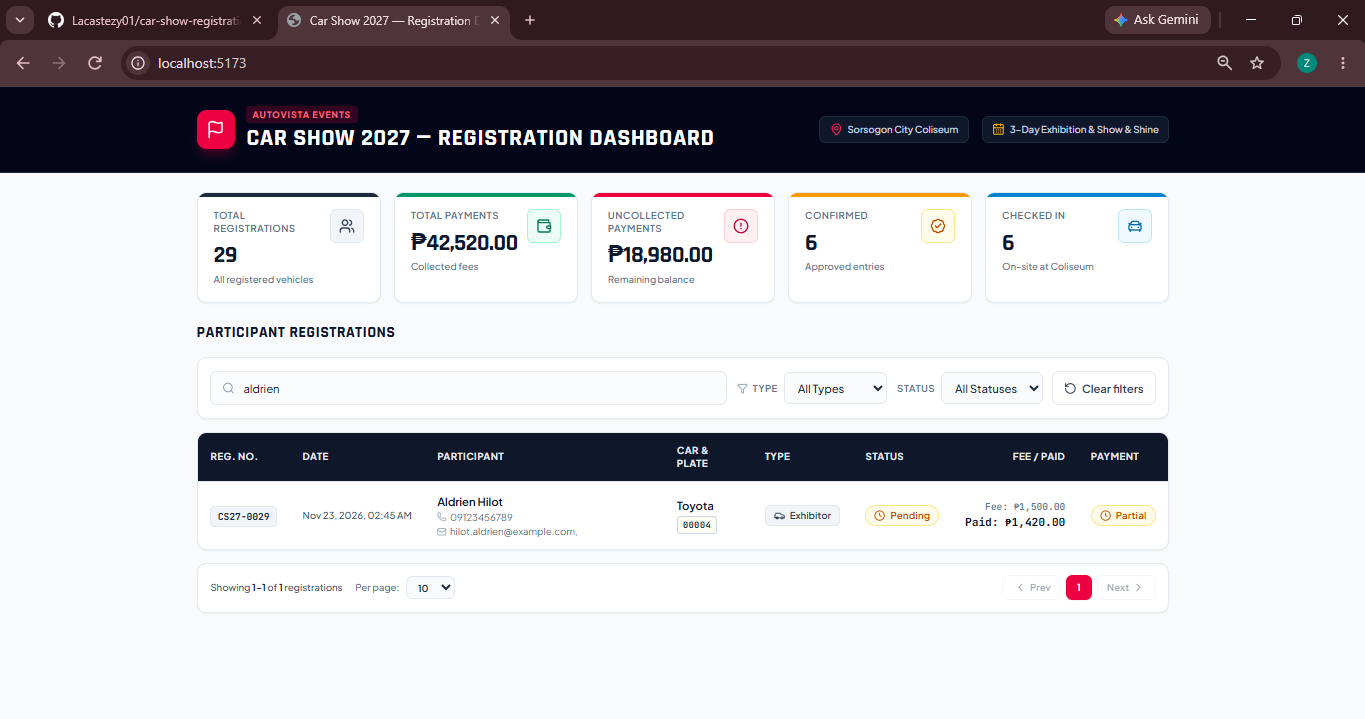 Lacastezy01/car-show-registrati
Car Show 2027 — Registration D
Ask Gemini
localhost:5173
Z
AUTOVISTA EVENTS
CAR SHOW 2027 — REGISTRATION DASHBOARD
Sorsogon City Coliseum
3-Day Exhibition & Show & Shine
TOTAL
REGISTRATIONS
29
All registered vehicles
TOTAL PAYMENTS
₱42,520.00
Collected fees
UNCOLLECTED
PAYMENTS
₱18,980.00
Remaining balance
CONFIRMED
6
Approved entries
CHECKED IN
6
On-site at Coliseum
PARTICIPANT REGISTRATIONS
aldrien
TYPE
All Types
STATUS
All Statuses
Clear filters
REG. NO.
DATE
PARTICIPANT
CAR &
PLATE
TYPE
STATUS
FEE / PAID
PAYMENT
CS27-0029
Nov 23, 2026, 02:45 AM
Aldrien Hilot
09123456789
hilot.aldrien@example.com,
Toyota
00004
Exhibitor
Pending
Fee: ₱1,500.00
Paid: ₱1,420.00
Partial
Showing 1–1 of 1 registrations
Per page:
10
Prev
1
Next